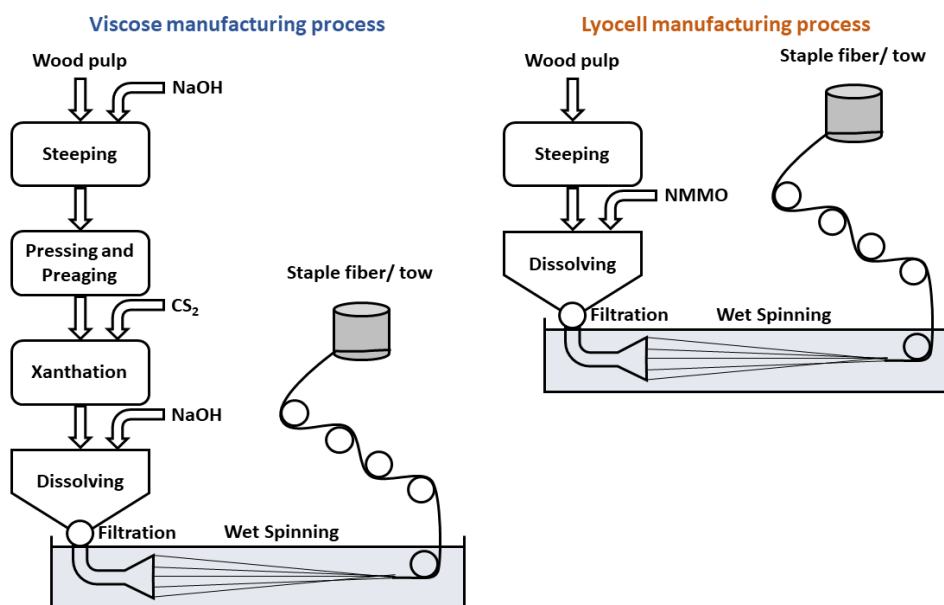 Viscose manufacturing process
Wood pulp
NaOH
Steeping
Pressing and
Preaging
CS₂
Xanthation
NaOH
Dissolving
Filtration
Wet Spinning
Staple fiber/ tow
Lyocell manufacturing process
Wood pulp
Steeping
NMMO
Dissolving
Filtration
Wet Spinning
Staple fiber/ tow